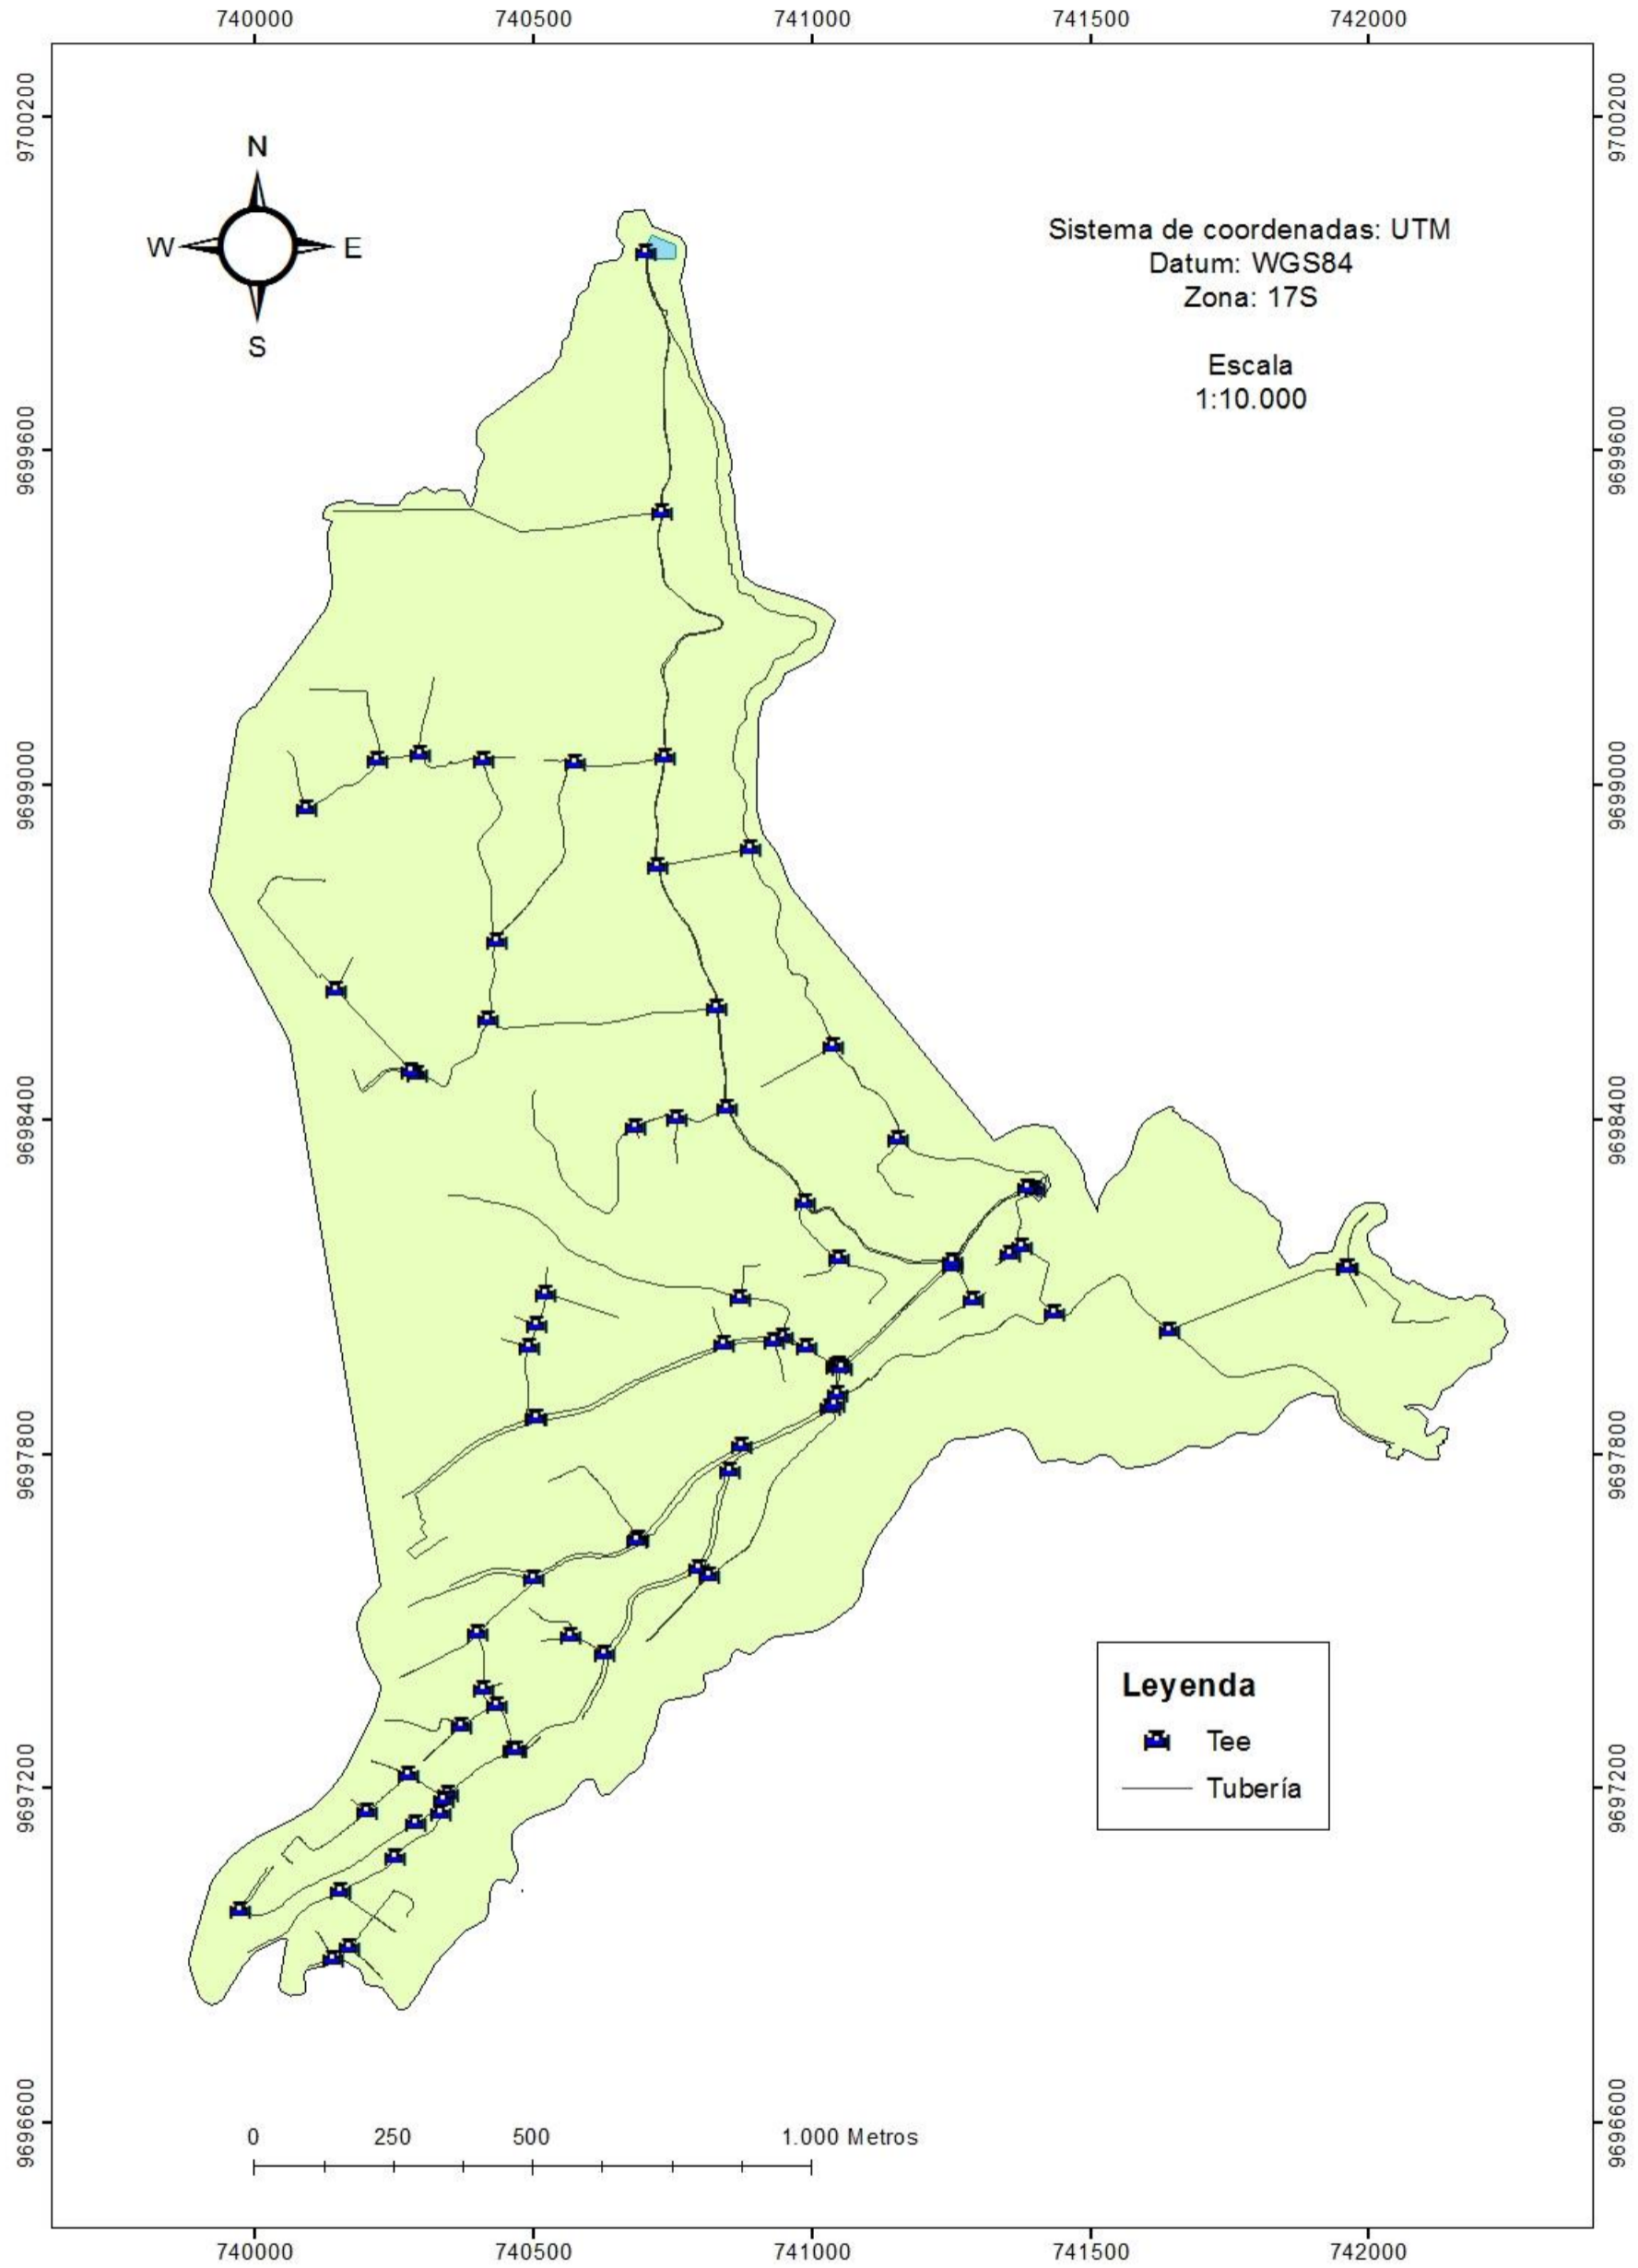 740000 740500 741000 741500 742000
9700200 9700200
N
W E
S
Sistema de coordenadas: UTM
Datum: WGS84
Zona: 17S
Escala
1:10.000
9699600 9699600
9699000 9699000
9698400 9698400
9697800 9697800
Leyenda
Tee
Tubería
9697200 9697200
9696600 9696600
0 250 500 1.000 Metros
740000 740500 741000 741500 742000